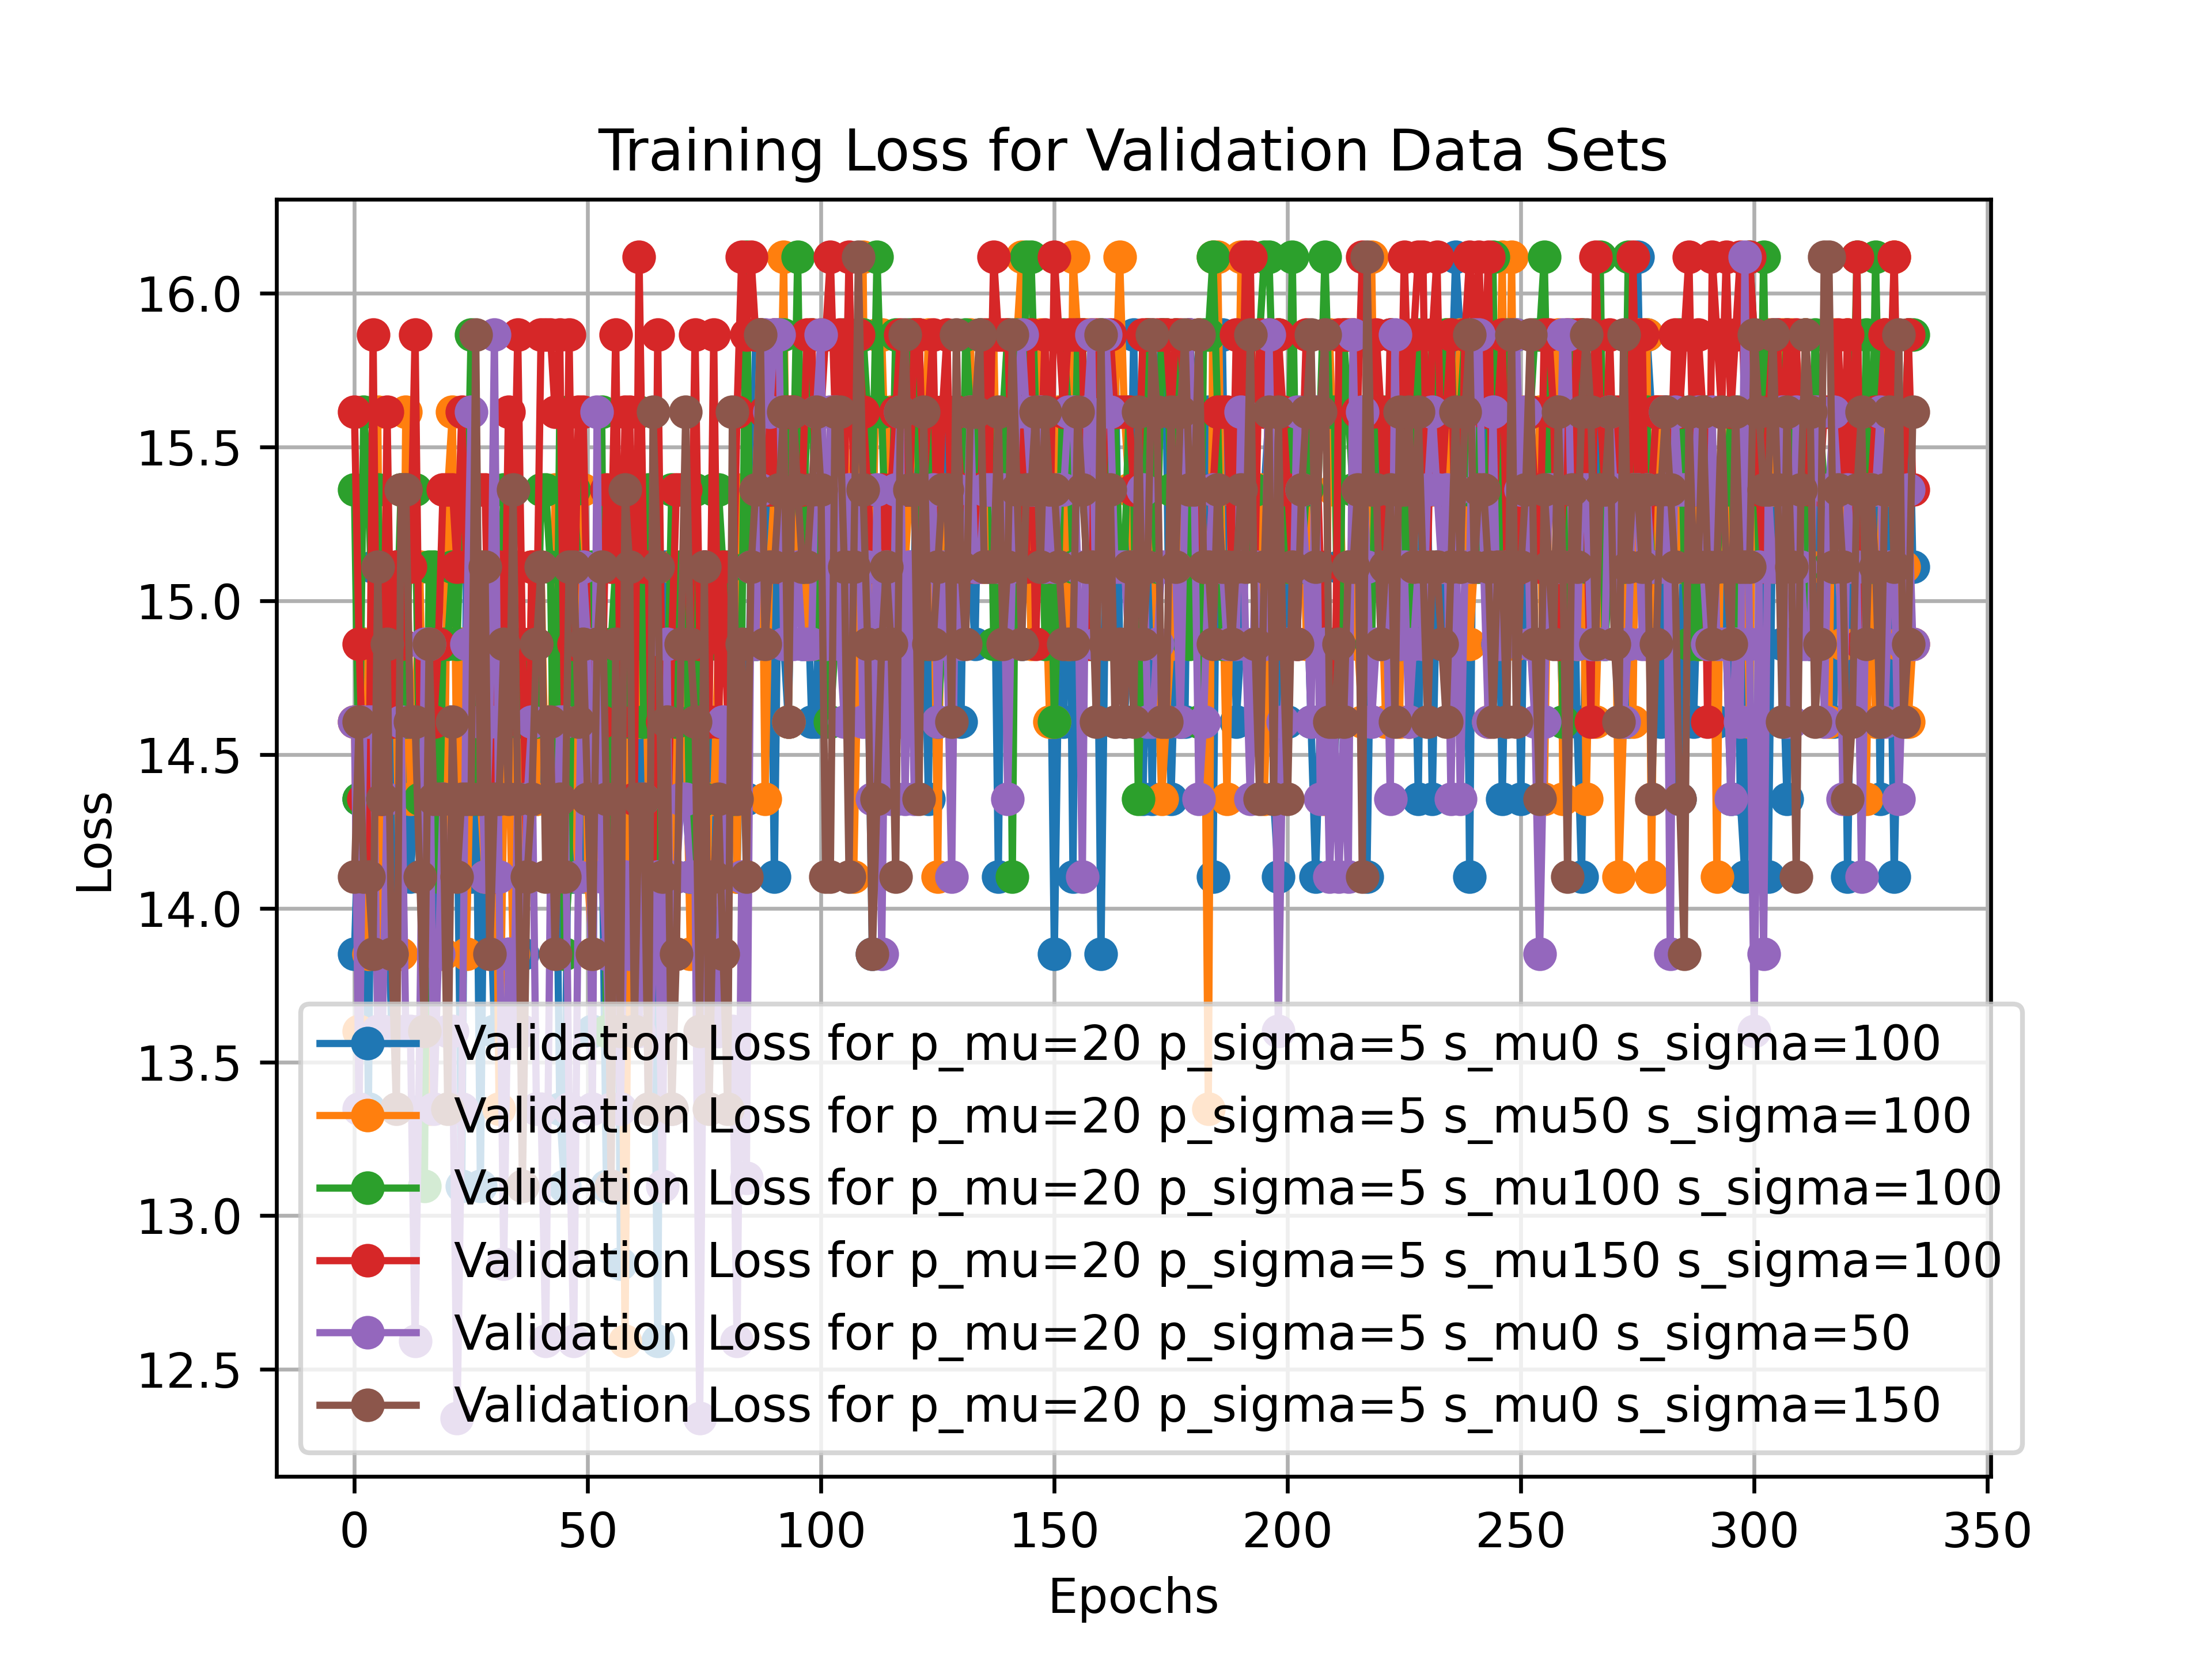 Training Loss for Validation Data Sets
Loss
16.0
15.5
15.0
14.5
14.0
13.5
13.0
12.5
Validation Loss for p_mu=20 p_sigma=5 s_mu0 s_sigma=100
Validation Loss for p_mu=20 p_sigma=5 s_mu50 s_sigma=100
Validation Loss for p_mu=20 p_sigma=5 s_mu100 s_sigma=100
Validation Loss for p_mu=20 p_sigma=5 s_mu150 s_sigma=100
Validation Loss for p_mu=20 p_sigma=5 s_mu0 s_sigma=50
Validation Loss for p_mu=20 p_sigma=5 s_mu0 s_sigma=150
0 50 100 150 200 250 300 350
Epochs